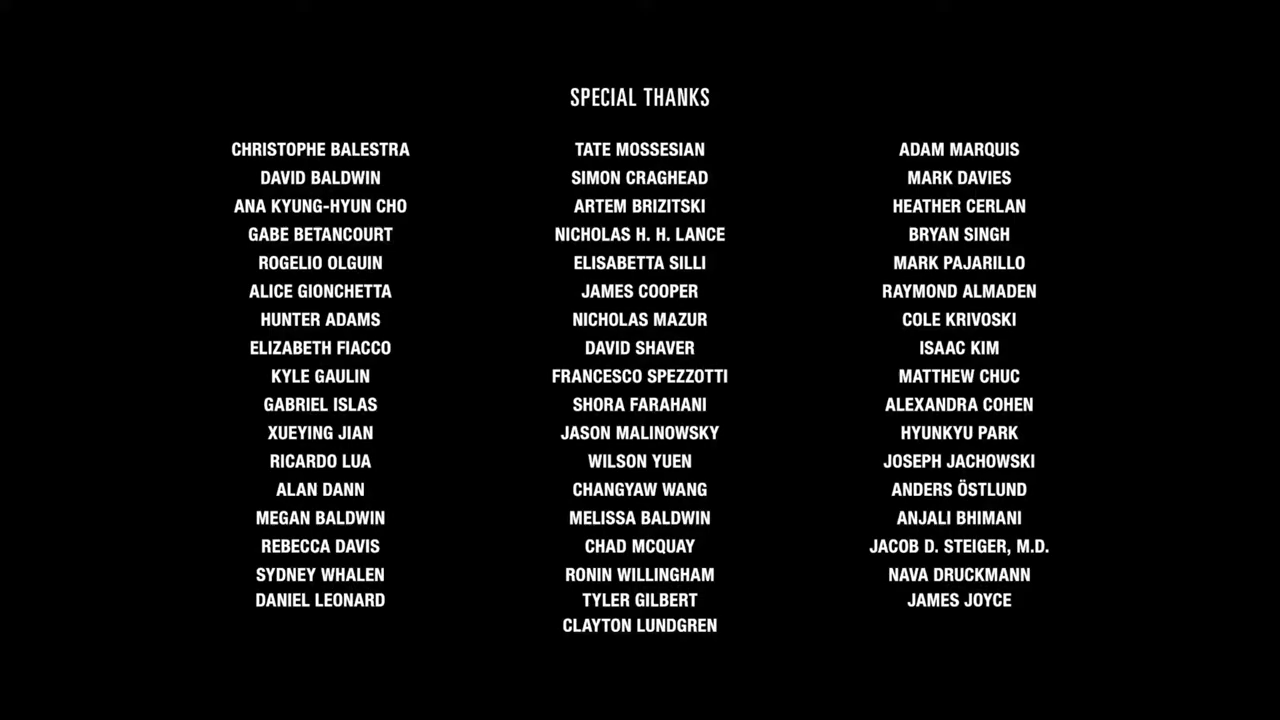 SPECIAL THANKS
CHRISTOPHE BALESTRA
DAVID BALDWIN
ANA KYUNG-HYUN CHO
GABE BETANCOURT
ROGELIO OLGUIN
ALICE GIONCHETTA
HUNTER ADAMS
ELIZABETH FIACCO
KYLE GAULIN
GABRIEL ISLAS
XUEYING JIAN
RICARDO LUA
ALAN DANN
MEGAN BALDWIN
REBECCA DAVIS
SYDNEY WHALEN
DANIEL LEONARD
TATE MOSSESIAN
SIMON CRAGHEAD
ARTEM BRIZITSKI
NICHOLAS H. H. LANCE
ELISABETTA SILLI
JAMES COOPER
NICHOLAS MAZUR
DAVID SHAVER
FRANCESCO SPEZZOTTI
SHORA FARAHANI
JASON MALINOWSKY
WILSON YUEN
CHANGYAW WANG
MELISSA BALDWIN
CHAD MCQUAY
RONIN WILLINGHAM
TYLER GILBERT
CLAYTON LUNDGREN
ADAM MARQUIS
MARK DAVIES
HEATHER CERLAN
BRYAN SINGH
MARK PAJARILLO
RAYMOND ALMADEN
COLE KRIVOSKI
ISAAC KIM
MATTHEW CHUC
ALEXANDRA COHEN
HYUNKYU PARK
JOSEPH JACHOWSKI
ANDERS ÖSTLUND
ANJALI BHIMANI
JACOB D. STEIGER, M.D.
NAVA DRUCKMANN
JAMES JOYCE